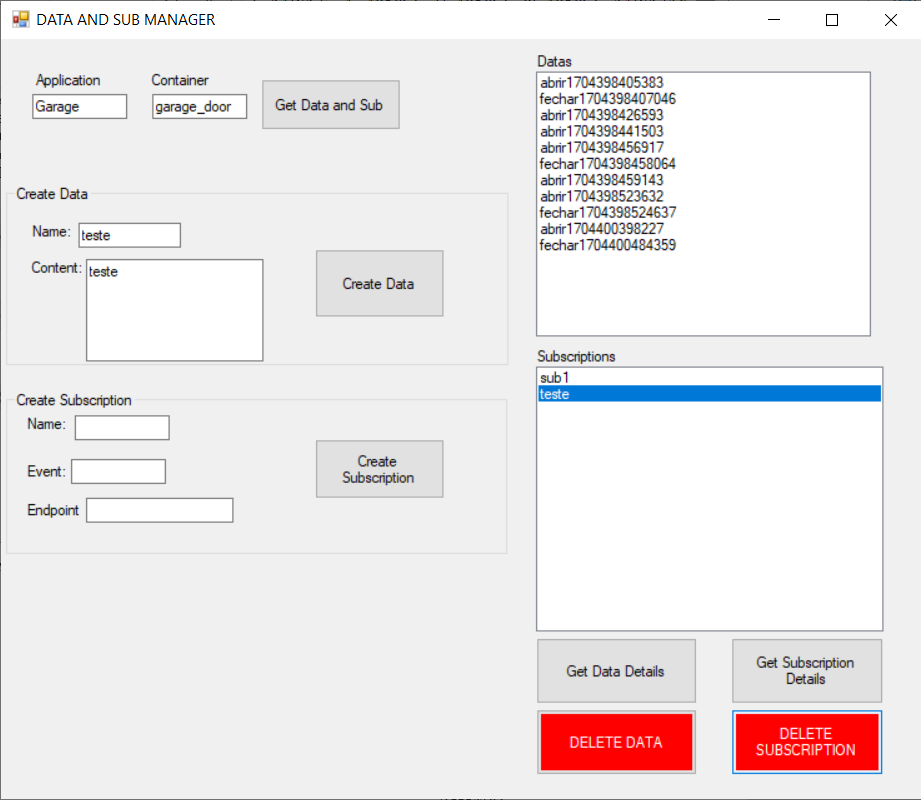 DATA AND SUB MANAGER
Application
Container
Garage
garage_door
Get Data and Sub
Create Data
Name:
teste
Content:
teste
Create Data
Create Subscription
Name:
Event:
Endpoint
Create
Subscription
Datas
abrir1704398405383
fechar1704398407046
abrir1704398426593
abrir1704398441503
abrir1704398456917
fechar1704398458064
abrir1704398459143
abrir1704398523632
fechar1704398524637
abrir1704400398227
fechar1704400484359
Subscriptions
sub1
teste
Get Data Details
Get Subscription
Details
DELETE DATA
DELETE
SUBSCRIPTION